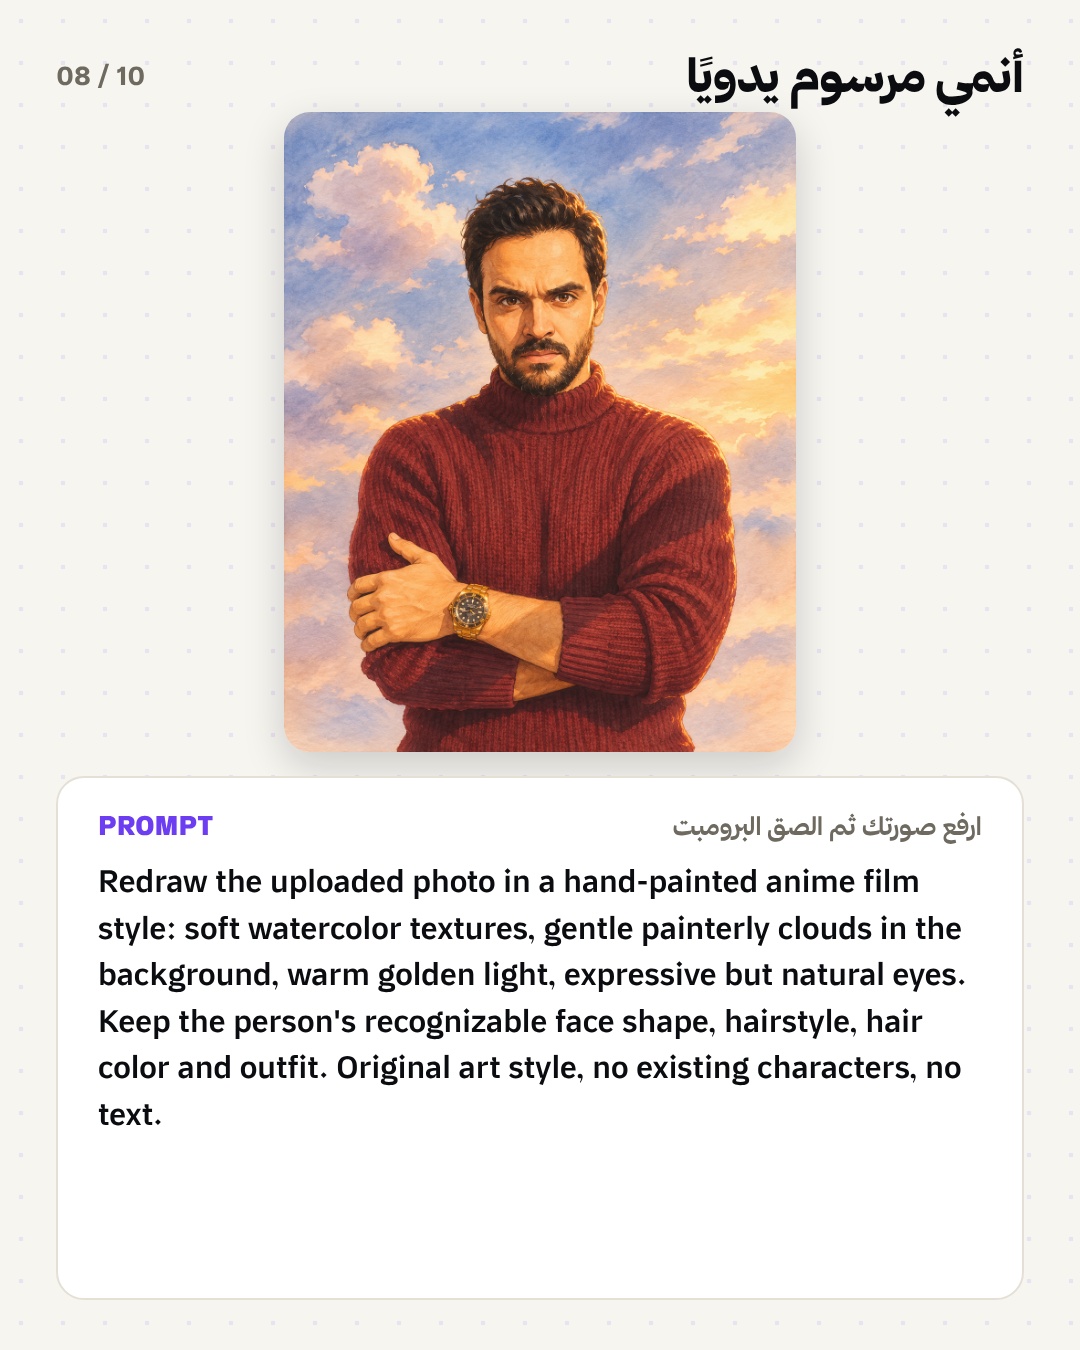 08 / 10
أنمي مرسوم يدويًا
PROMPT
ارفع صورتك ثم الصق البرومبت
Redraw the uploaded photo in a hand-painted anime film
style: soft watercolor textures, gentle painterly clouds in the
background, warm golden light, expressive but natural eyes.
Keep the person's recognizable face shape, hairstyle, hair
color and outfit. Original art style, no existing characters, no
text.